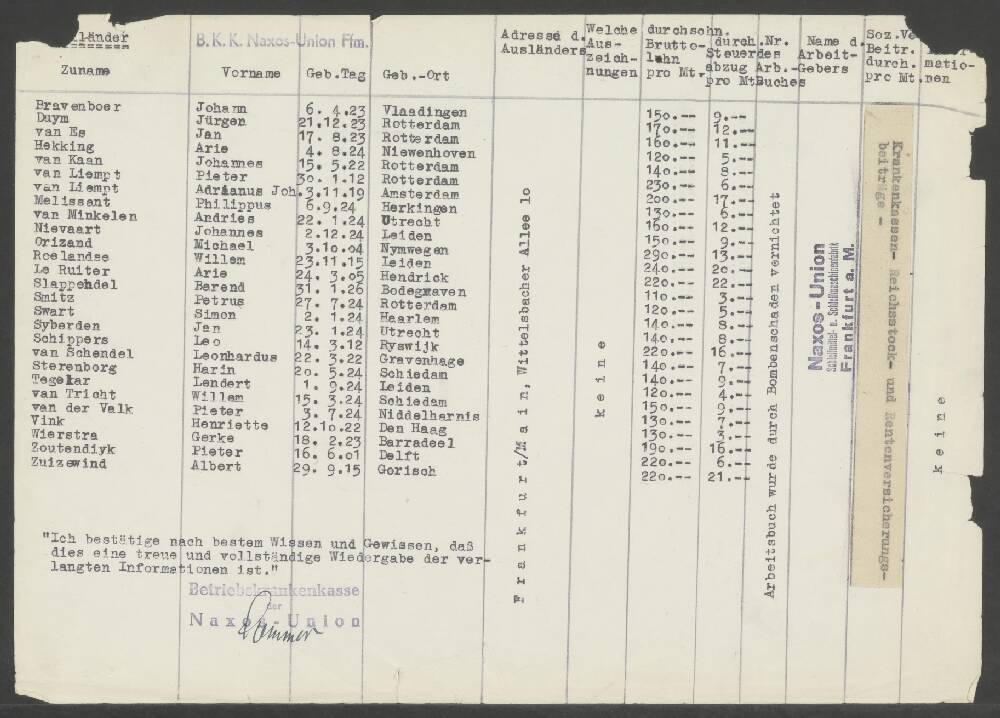 länder
B.K.K. Naxos-Union Ffm.
Zuname Vorname Geb.Tag Geb.-Ort
Adresse d.
Ausländers
Welche
Aus-
zeich-
nungen
durchschn.
Brutto-
lohn
pro Mt.
durch.
Steuer
abzug
pro Mt.
Nr.
des
Arb.-
Buches
Name d.
Arbeit-
Gebers
Soz.Ve
Beitr.
durch.
pro Mt.
matio-
nen
Bravenboer Johann 6. 4.23 Vlaadingen 150.-- 9.--
Duym Jürgen 21.12.23 Rotterdam 170.-- 12.--
van Es Jan 17. 8.23 Rotterdam 160.-- 11.--
Hekking Arie 4. 8.24 Niewenhoven 120.-- 5.--
van Kaan Johannes 15. 5.22 Rotterdam 140.-- 8.--
van Liempt Pieter 30. 1.12 Rotterdam 230.-- 6.--
van Liempt Adrianus Joh. 3.11.19 Amsterdam 200.-- 17.--
Melissant Philippus 6.9.24 Herkingen 130.-- 6.--
van Minkelen Andries 22. 1.24 Utrecht 160.-- 12.--
Nievaart Johannes 2.12.24 Leiden 150.-- 9.--
Orizand Michael 3.10.04 Nymwegen 290.-- 13.--
Roelandse Willem 23.11.15 Leiden 240.-- 20.--
Le Ruiter Arie 24. 3.05 Hendrick 220.-- 22.--
Slappendel Barend 31. 1.26 Bodegraven 110.-- 3.--
Smitz Petrus 27. 7.24 Rotterdam 120.-- 5.--
Swart Simon 2. 1.24 Haarlem 140.-- 8.--
Syberden Jan 23. 1.24 Utrecht 140.-- 8.--
Schippers Leo 14. 3.12 Ryswijk 220.-- 16.--
van Schendel Leonhardus 22. 3.22 Gravenhage 140.-- 7.--
Sterenborg Harin 20. 5.24 Schiedam 140.-- 9.--
Tegelar Lendert 1. 9.24 Leiden 120.-- 4.--
van Tricht Willem 15. 3.24 Schiedam 150.-- 9.--
van der Valk Pieter 3. 7.24 Niddelharnis 130.-- 7.--
Vink Henriette 12.10.22 Den Haag 130.-- 3.--
Wierstra Gerke 18. 2.23 Barradeel 190.-- 16.--
Zoutendiyk Pieter 16. 6.01 Delft 220.-- 6.--
Zuizewind Albert 29. 9.15 Gorisch 220.-- 21.--
Frankfurt/Main, Wittelsbacher Allee 10
keine
Arbeitsbuch wurde durch Bombenschaden vernichtet
Naxos-Union
Schleifmittel- u. Schleifmaschinenfabrik
Frankfurt a. M.
Krankenkassen- Reichsstock- und Rentenversicherungs-
beiträge -
keine
"Ich bestätige nach bestem Wissen und Gewissen, daß
dies eine treue und vollständige Wiedergabe der ver-
langten Informationen ist."
Betriebskrankenkasse
der
Naxos-Union